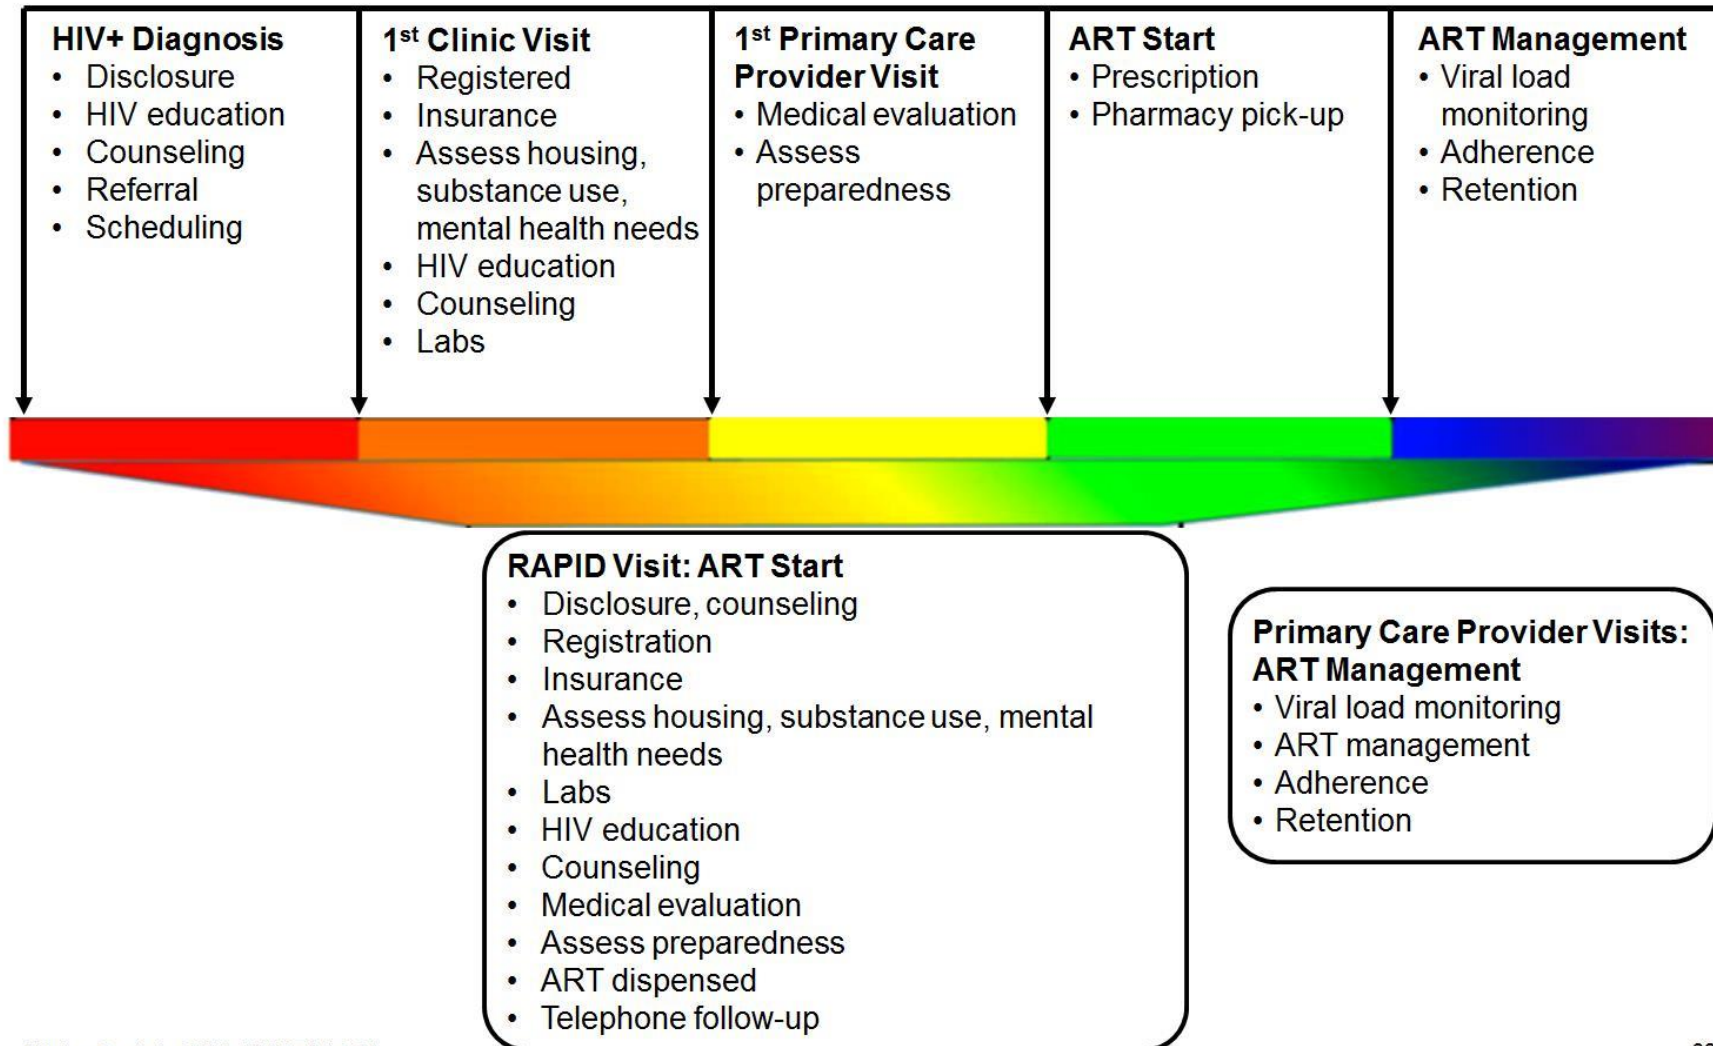 HIV+ Diagnosis
• Disclosure
• HIV education
• Counseling
• Referral
• Scheduling
1st Clinic Visit
• Registered
• Insurance
• Assess housing,
substance use,
mental health needs
• HIV education
• Counseling
• Labs
1st Primary Care
Provider Visit
• Medical evaluation
• Assess
preparedness
ART Start
• Prescription
• Pharmacy pick-up
ART Management
• Viral load
monitoring
• Adherence
• Retention
RAPID Visit: ART Start
• Disclosure, counseling
• Registration
• Insurance
• Assess housing, substance use, mental
health needs
• Labs
• HIV education
• Counseling
• Medical evaluation
• Assess preparedness
• ART dispensed
• Telephone follow-up
Primary Care Provider Visits:
ART Management
• Viral load monitoring
• ART management
• Adherence
• Retention